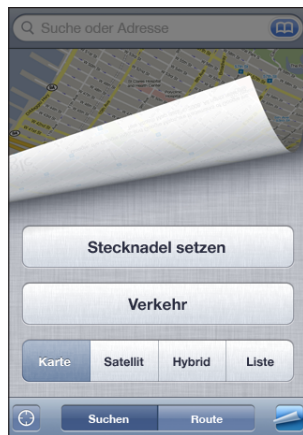 Suche oder Adresse
Stecknadel setzen
Verkehr
Karte Satellit Hybrid Liste
Suchen Route